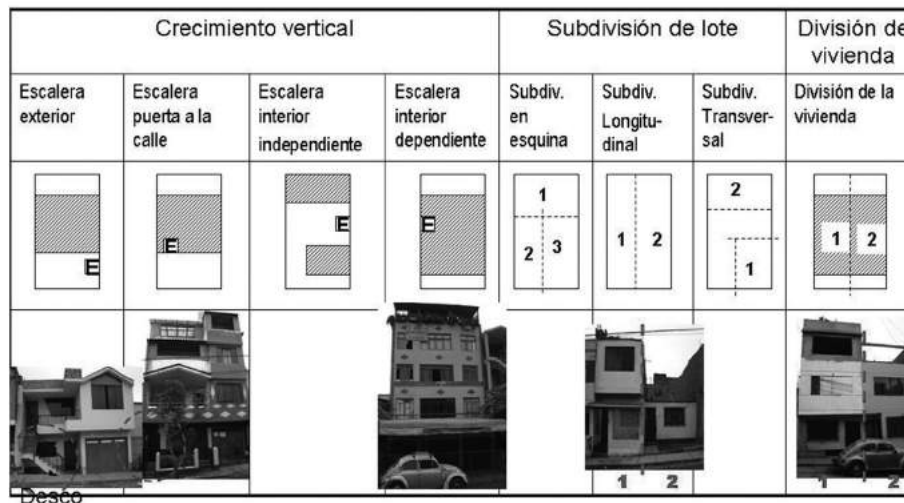 Crecimiento vertical
Subdivisión de lote
División de
vivienda
Escalera
exterior
Escalera
puerta a la
calle
Escalera
interior
independiente
Escalera
interior
dependiente
Subdiv.
en
esquina
Subdiv.
Longitu-
dinal
Subdiv.
Transver-
sal
División de la
vivienda
E
E
E
E
1
2 3
1 2
2
1
1 2
1 2
1 2
Desco